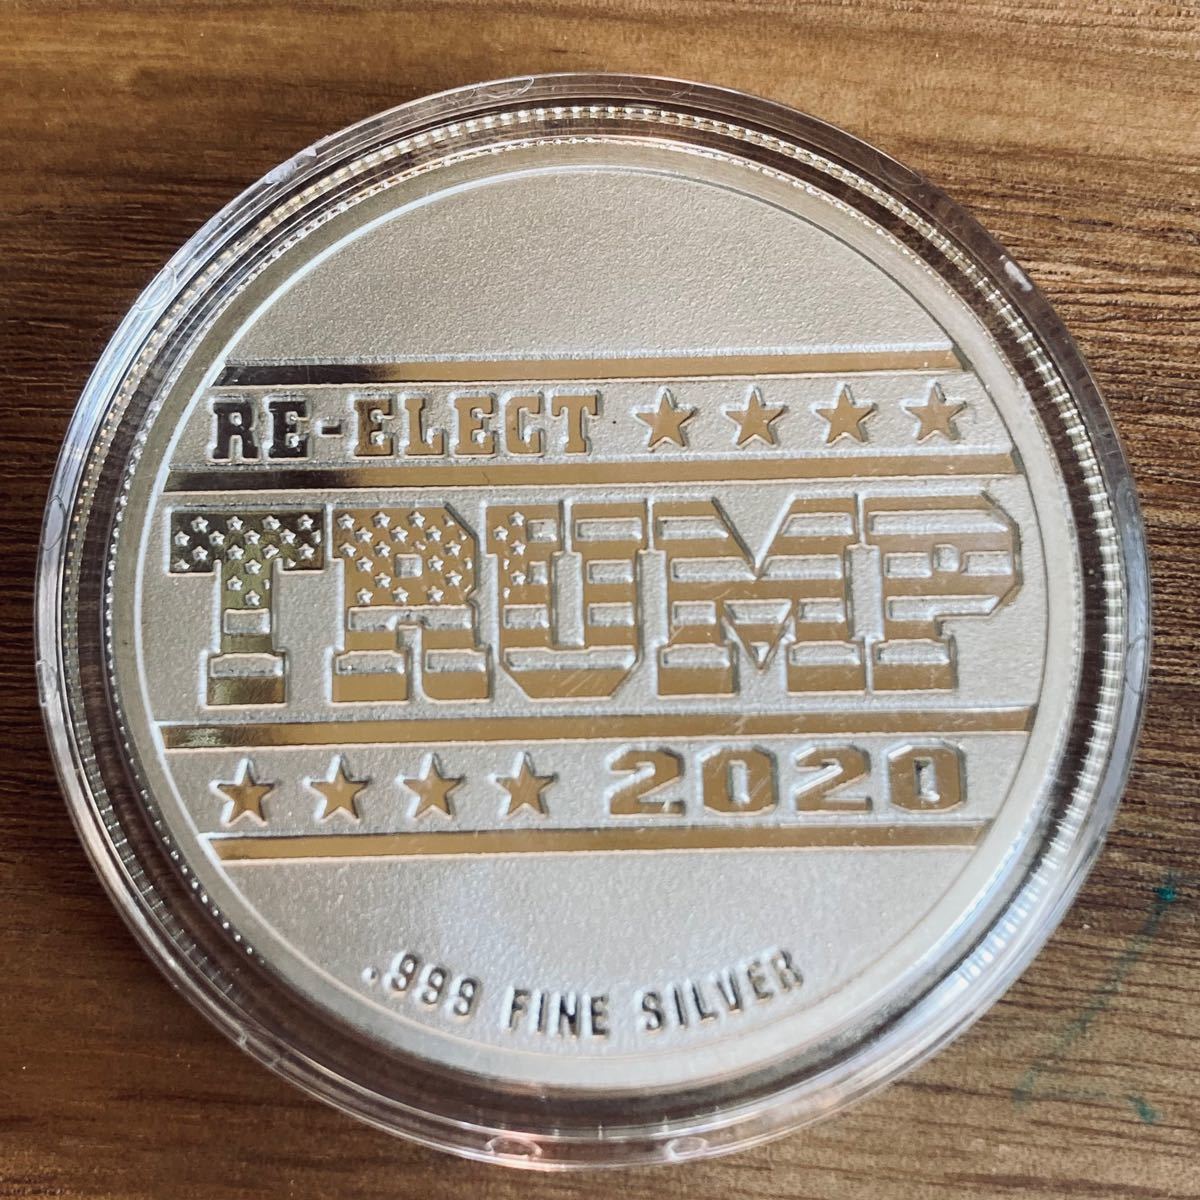 RE-ELECT
TRUMP
2020
.999 FINE SILVER